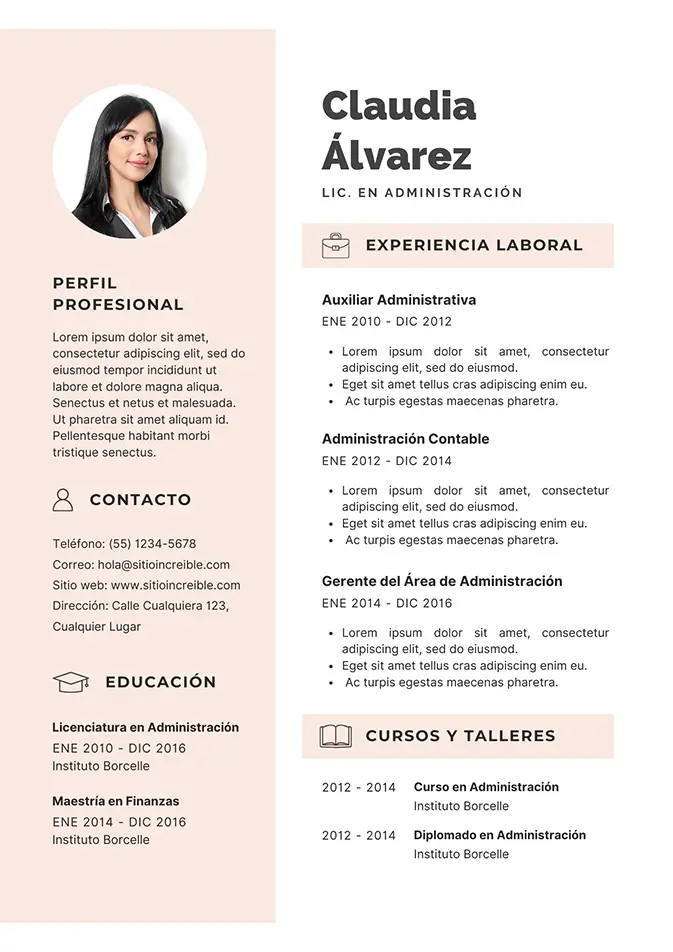 Claudia
Álvarez
LIC. EN ADMINISTRACIÓN
PERFIL
PROFESIONAL
Lorem ipsum dolor sit amet,
consectetur adipiscing elit, sed do
eiusmod tempor incididunt ut
labore et dolore magna aliqua.
Senectus et netus et malesuada.
Ut pharetra sit amet aliquam id.
Pellentesque habitant morbi
tristique senectus.
CONTACTO
Teléfono: (55) 1234-5678
Correo: hola@sitioincreible.com
Sitio web: www.sitioincreible.com
Dirección: Calle Cualquiera 123,
Cualquier Lugar
EDUCACIÓN
Licenciatura en Administración
ENE 2010 - DIC 2016
Instituto Borcelle
Maestría en Finanzas
ENE 2014 - DIC 2016
Instituto Borcelle
EXPERIENCIA LABORAL
Auxiliar Administrativa
ENE 2010 - DIC 2012
• Lorem ipsum dolor sit amet, consectetur
adipiscing elit, sed do eiusmod.
• Eget sit amet tellus cras adipiscing enim eu.
• Ac turpis egestas maecenas pharetra.
Administración Contable
ENE 2012 - DIC 2014
• Lorem ipsum dolor sit amet, consectetur
adipiscing elit, sed do eiusmod.
• Eget sit amet tellus cras adipiscing enim eu.
• Ac turpis egestas maecenas pharetra.
Gerente del Área de Administración
ENE 2014 - DIC 2016
• Lorem ipsum dolor sit amet, consectetur
adipiscing elit, sed do eiusmod.
• Eget sit amet tellus cras adipiscing enim eu.
• Ac turpis egestas maecenas pharetra.
CURSOS Y TALLERES
2012 - 2014 Curso en Administración
Instituto Borcelle
2012 - 2014 Diplomado en Administración
Instituto Borcelle